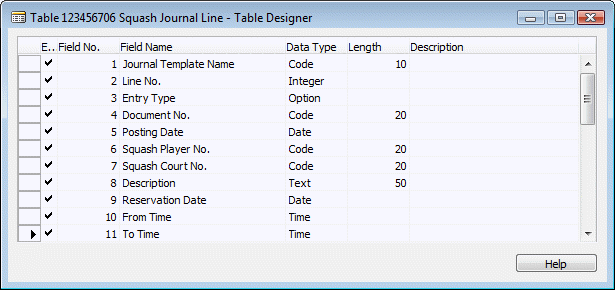 Table 123456706 Squash Journal Line - Table Designer
E.. Field No. Field Name Data Type Length Description
1 Journal Template Name Code 10
2 Line No. Integer
3 Entry Type Option
4 Document No. Code 20
5 Posting Date Date
6 Squash Player No. Code 20
7 Squash Court No. Code 20
8 Description Text 50
9 Reservation Date Date
10 From Time Time
11 To Time Time
Help